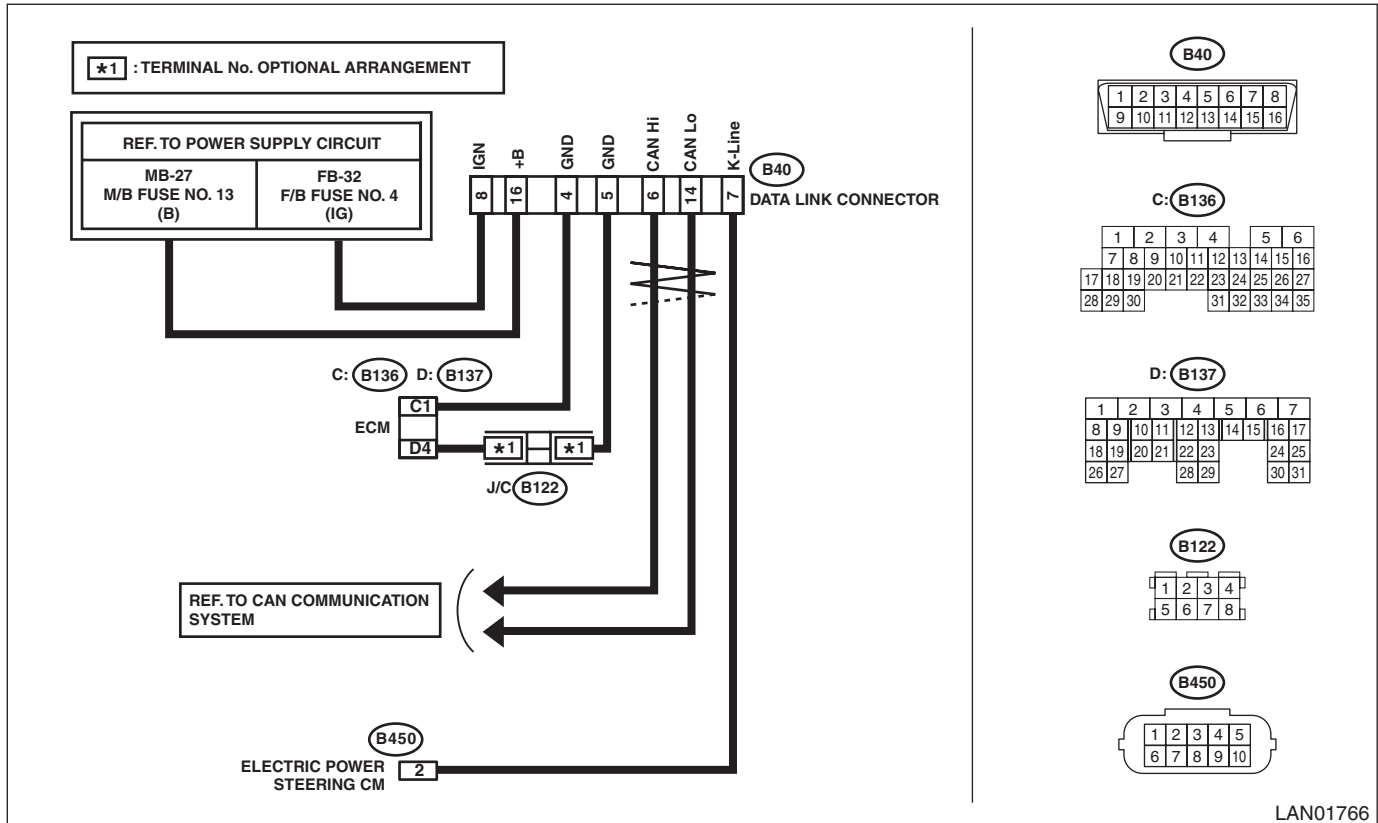 *1 : TERMINAL No. OPTIONAL ARRANGEMENT
REF. TO POWER SUPPLY CIRCUIT
MB-27
M/B FUSE NO. 13
(B)
FB-32
F/B FUSE NO. 4
(IG)
IGN
+B
GND
GND
CAN Hi
CAN Lo
K-Line
8 16 4 5 6 14 7
B40
DATA LINK CONNECTOR
C: B136 D: B137
ECM
C1
D4
*1 *1
J/C B122
REF. TO CAN COMMUNICATION
SYSTEM
B450
ELECTRIC POWER
STEERING CM
2
B40
1 2 3 4 5 6 7 8
9 10 11 12 13 14 15 16
C: B136
1 2 3 4 5 6
7 8 9 10 11 12 13 14 15 16
17 18 19 20 21 22 23 24 25 26 27
28 29 30 31 32 33 34 35
D: B137
1 2 3 4 5 6 7
8 9 10 11 12 13 14 15 16 17
18 19 20 21 22 23 24 25
26 27 28 29 30 31
B122
1 2 3 4
5 6 7 8
B450
1 2 3 4 5
6 7 8 9 10
LAN01766